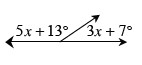 5x + 13° 3x + 7°